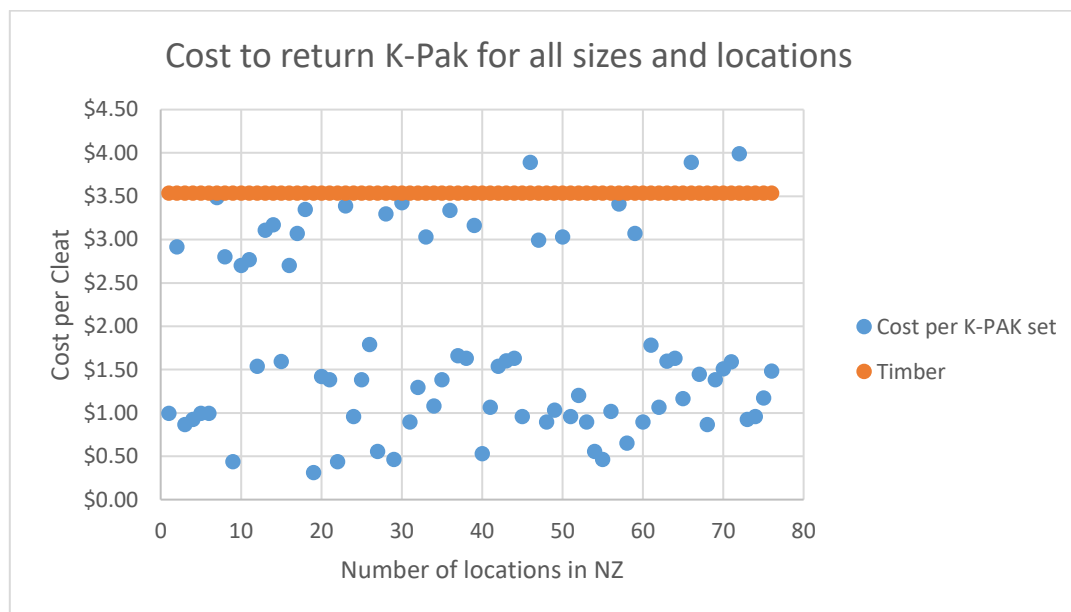 Cost to return K-Pak for all sizes and locations
$4.50
$4.00
$3.50
$3.00
$2.50
$2.00
$1.50
$1.00
$0.50
$0.00
Cost per Cleat
0 10 20 30 40 50 60 70 80
Number of locations in NZ
Cost per K-PAK set
Timber